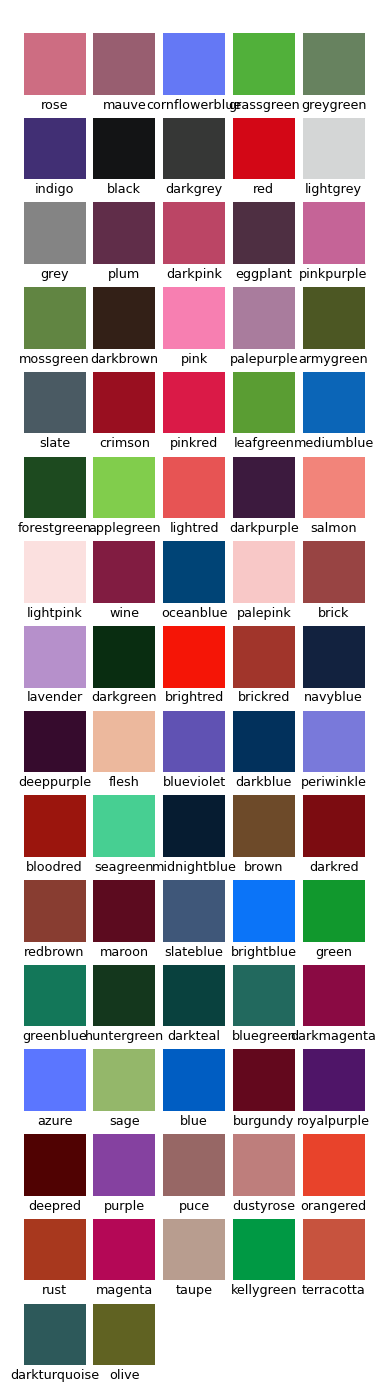 rose mauve cornflowerblue grassgreen greygreen
indigo black darkgrey red lightgrey
grey plum darkpink eggplant pinkpurple
mossgreen darkbrown pink palepurple armygreen
slate crimson pinkred leafgreen mediumblue
forestgreen applegreen lightred darkpurple salmon
lightpink wine oceanblue palepink brick
lavender darkgreen brightred brickred navyblue
deeppurple flesh blueviolet darkblue periwinkle
bloodred seagreen midnightblue brown darkred
redbrown maroon slateblue brightblue green
greenblue huntergreen darkteal bluegreen darkmagenta
azure sage blue burgundy royalpurple
deepred purple puce dustyrose orangered
rust magenta taupe kellygreen terracotta
darkturquoise olive